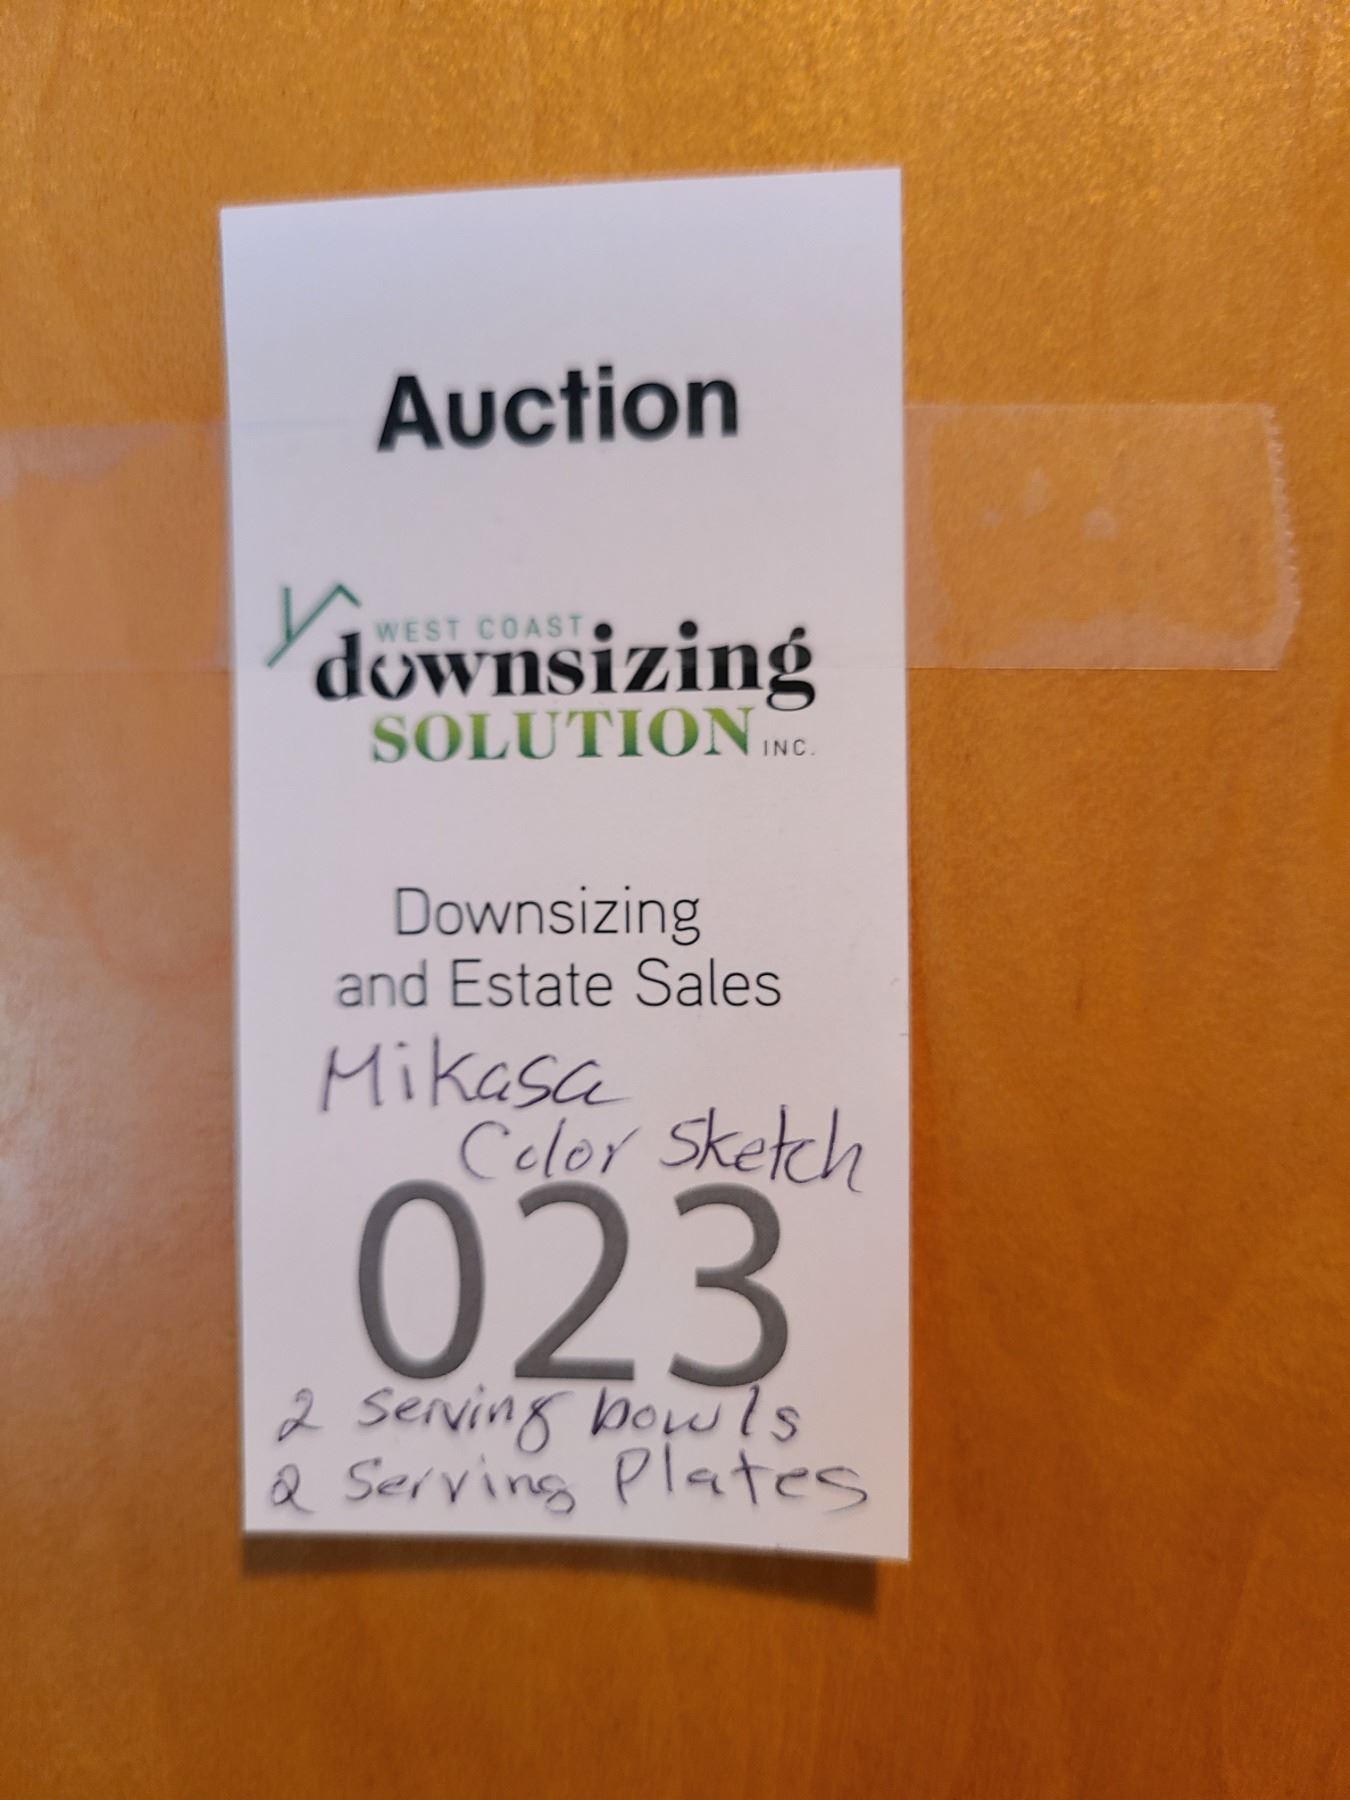 Auction
WEST COAST
downsizing
SOLUTION INC.
Downsizing
and Estate Sales
Mikasa
Color Sketch
023
2 Serving bowls
2 Serving Plates